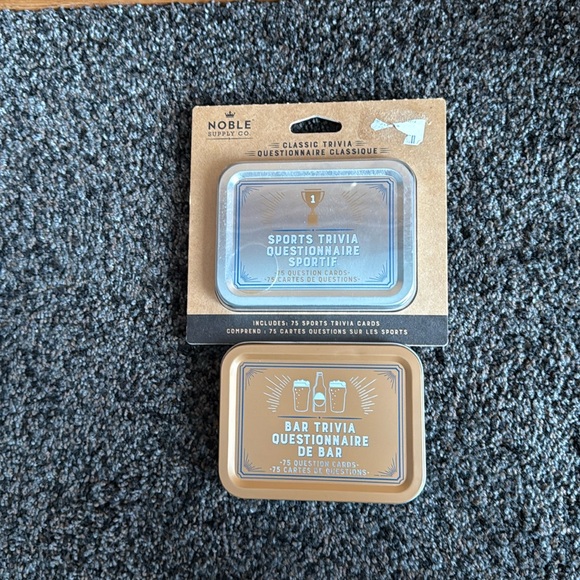 NOBLE
SUPPLY CO.
CLASSIC TRIVIA
QUESTIONNAIRE CLASSIQUE
1
SPORTS TRIVIA
QUESTIONNAIRE
SPORTIF
-75 QUESTION CARDS-
-75 CARTES DE QUESTIONS-
INCLUDES: 75 SPORTS TRIVIA CARDS
COMPREND : 75 CARTES QUESTIONS SUR LES SPORTS
BAR TRIVIA
QUESTIONNAIRE
DE BAR
-75 QUESTION CARDS-
-75 CARTES DE QUESTIONS-